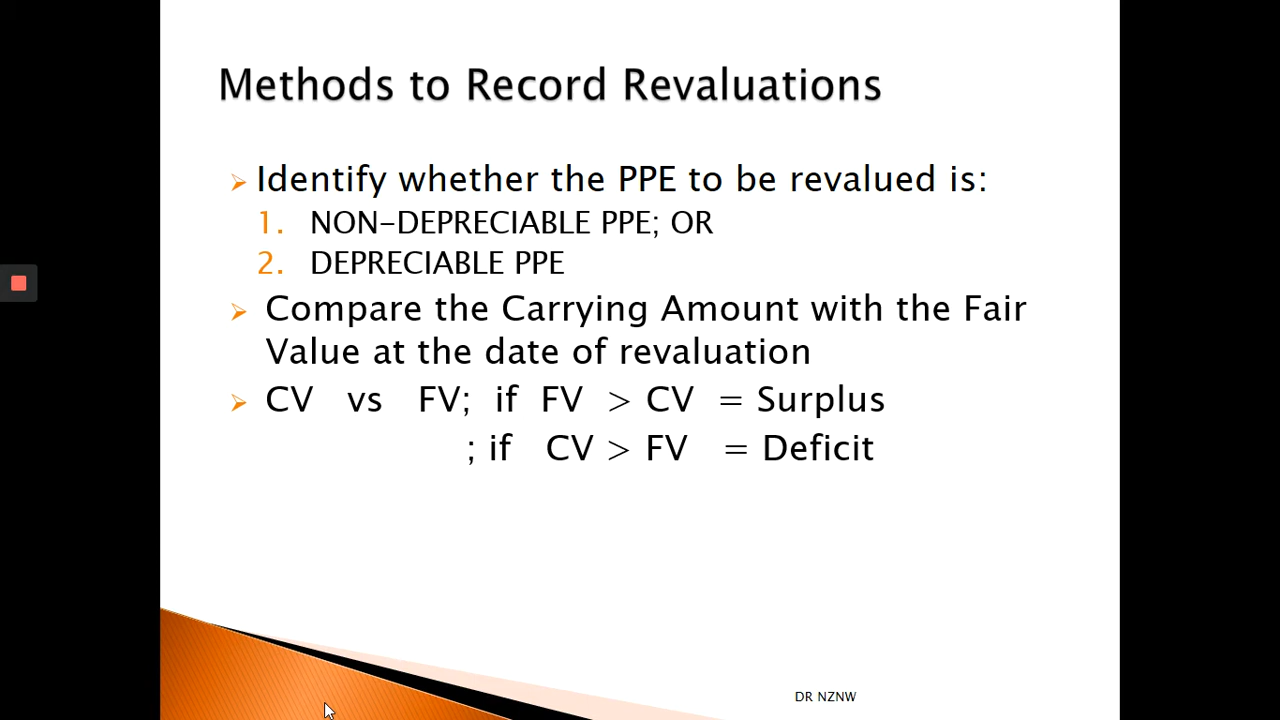 Methods to Record Revaluations
Identify whether the PPE to be revalued is:
1. NON-DEPRECIABLE PPE; OR
2. DEPRECIABLE PPE
Compare the Carrying Amount with the Fair
Value at the date of revaluation
CV vs FV; if FV > CV = Surplus
; if CV > FV = Deficit
DR NZNW